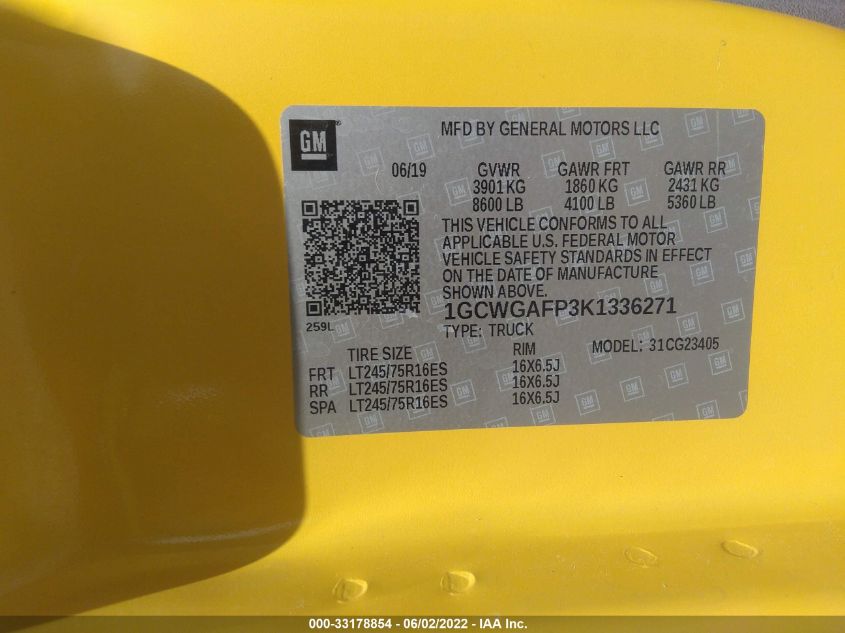 MFD BY GENERAL MOTORS LLC
GM
06/19 GVWR GAWR FRT GAWR RR
3901 KG 1860 KG 2431 KG
8600 LB 4100 LB 5360 LB
THIS VEHICLE CONFORMS TO ALL
APPLICABLE U.S. FEDERAL MOTOR
VEHICLE SAFETY STANDARDS IN EFFECT
ON THE DATE OF MANUFACTURE
SHOWN ABOVE.
1GCWGAFP3K1336271
259L
TYPE: TRUCK
MODEL: 31CG23405
TIRE SIZE RIM
FRT LT245/75R16ES 16X6.5J
RR LT245/75R16ES 16X6.5J
SPA LT245/75R16ES 16X6.5J
000-33178854 - 06/02/2022 - IAA Inc.